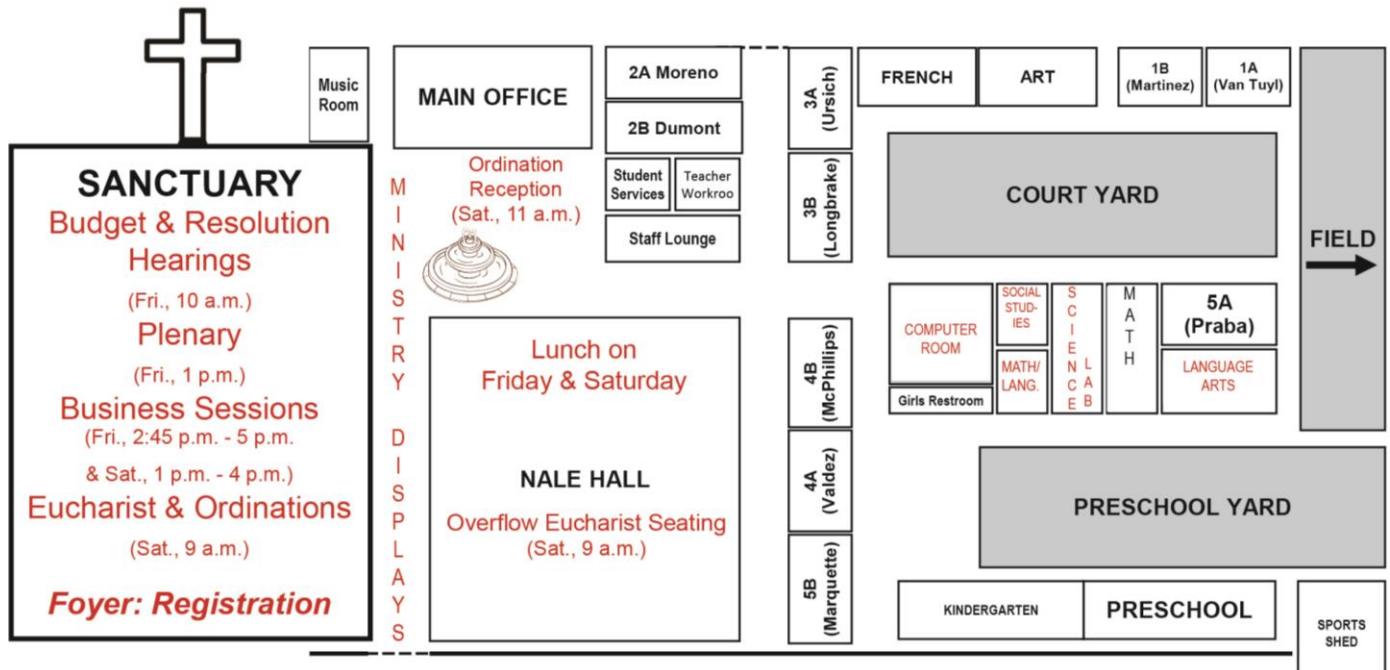 SANCTUARY
Budget & Resolution
Hearings
(Fri., 10 a.m.)
Plenary
(Fri., 1 p.m.)
Business Sessions
(Fri., 2:45 p.m. - 5 p.m.
& Sat., 1 p.m. - 4 p.m.)
Eucharist & Ordinations
(Sat., 9 a.m.)
Foyer: Registration
Music
Room
MINISTRY DISPLAYS
MAIN OFFICE
Ordination
Reception
(Sat., 11 a.m.)
Lunch on
Friday & Saturday
NALE HALL
Overflow Eucharist Seating
(Sat., 9 a.m.)
2A Moreno
2B Dumont
Student
Services
Teacher
Workroo
Staff Lounge
3A
(Ursich)
3B
(Longbrake)
4B
(McPhillips)
4A
(Valdez)
5B
(Marquette)
FRENCH
ART
1B
(Martinez)
1A
(Van Tuyl)
COURT YARD
FIELD
COMPUTER
ROOM
Girls Restroom
SOCIAL
STUD-
IES
MATH/
LANG.
SCIENCE
LAB
MATH
5A
(Praba)
LANGUAGE
ARTS
PRESCHOOL YARD
KINDERGARTEN
PRESCHOOL
SPORTS
SHED